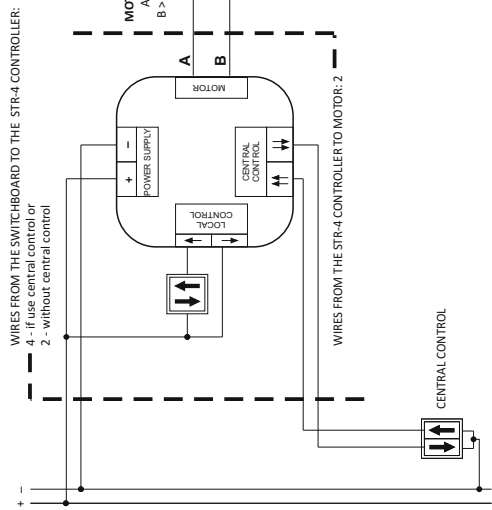 WIRES FROM THE SWITCHBOARD TO THE STR-4 CONTROLLER:
4 - if use central control or
2 - without central control
MO
A
B >
A
B
MOTOR
– +
POWER SUPPLY
CENTRAL
CONTROL
LOCAL
CONTROL
WIRES FROM THE STR-4 CONTROLLER TO MOTOR: 2
CENTRAL CONTROL
+ –